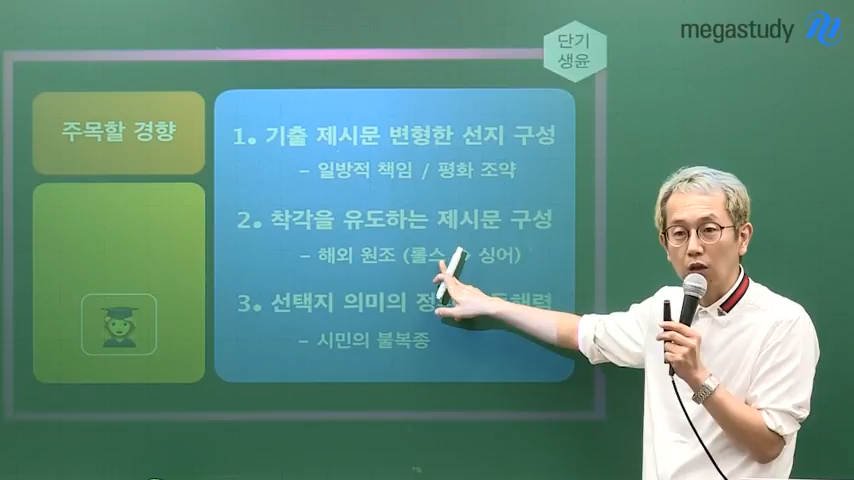 megastudy
단기
생윤
주목할 경향
1. 기출 제시문 변형한 선지 구성
- 일방적 책임 / 평화 조약
2. 착각을 유도하는 제시문 구성
- 해외 원조 (롤스 싱어)
3. 선택지 의미의 독해력
- 시민의 불복종